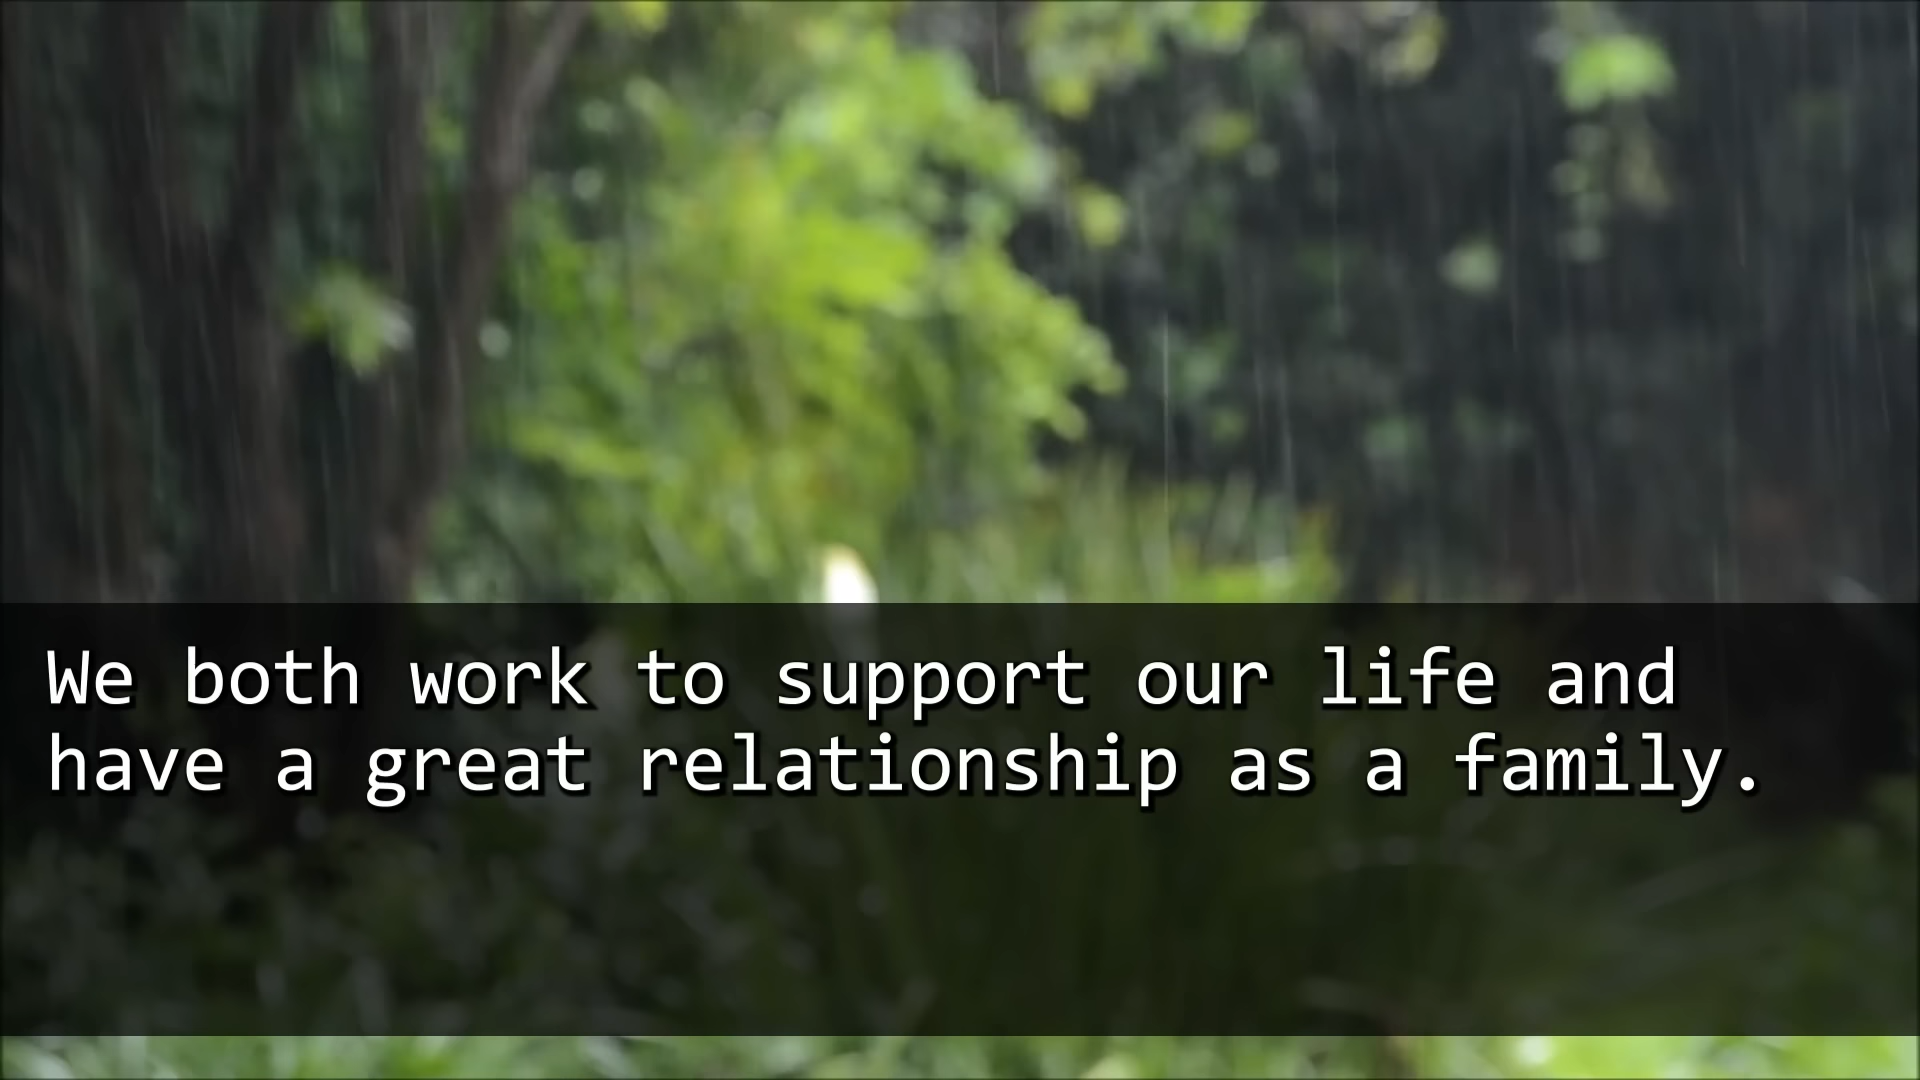 We both work to support our life and
have a great relationship as a family.